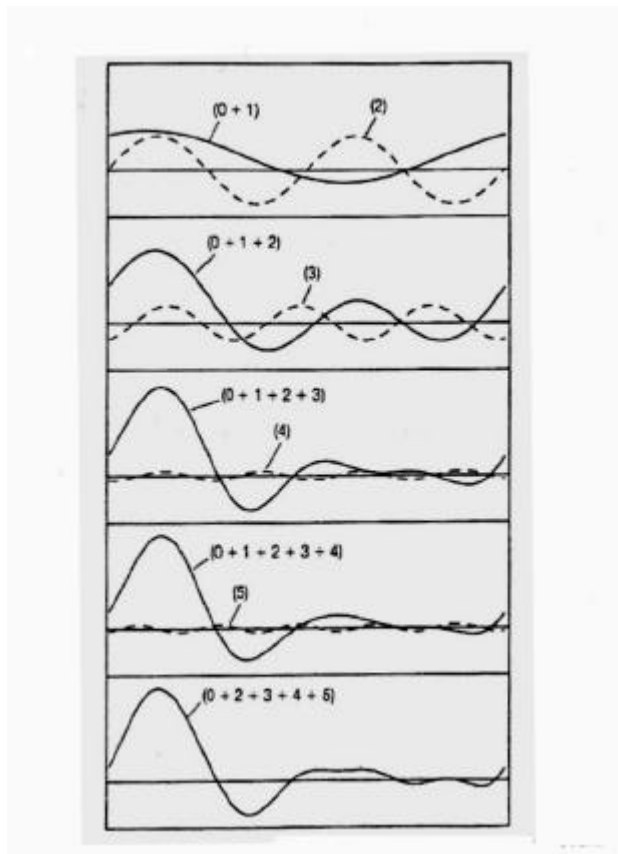 (0 + 1)
(2)
(0 + 1 + 2)
(3)
(0 + 1 + 2 + 3)
(4)
(0 + 1 + 2 + 3 + 4)
(5)
(0 + 2 + 3 + 4 + 5)